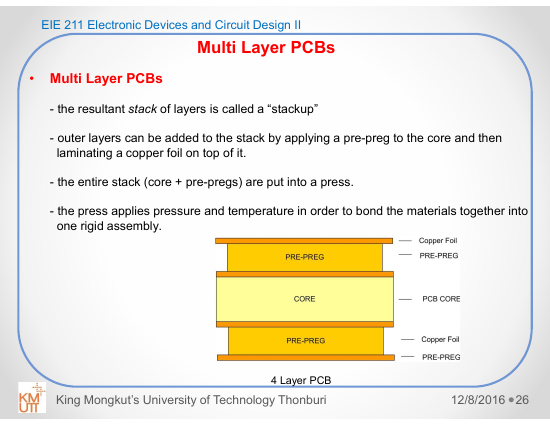 EIE 211 Electronic Devices and Circuit Design II
Multi Layer PCBs
• Multi Layer PCBs
- the resultant stack of layers is called a “stackup”
- outer layers can be added to the stack by applying a pre-preg to the core and then
laminating a copper foil on top of it.
- the entire stack (core + pre-pregs) are put into a press.
- the press applies pressure and temperature in order to bond the materials together into
one rigid assembly.
Copper Foil
PRE-PREG PRE-PREG
CORE PCB CORE
PRE-PREG Copper Foil
PRE-PREG
4 Layer PCB
KM
UTT
King Mongkut’s University of Technology Thonburi 12/8/2016 •26